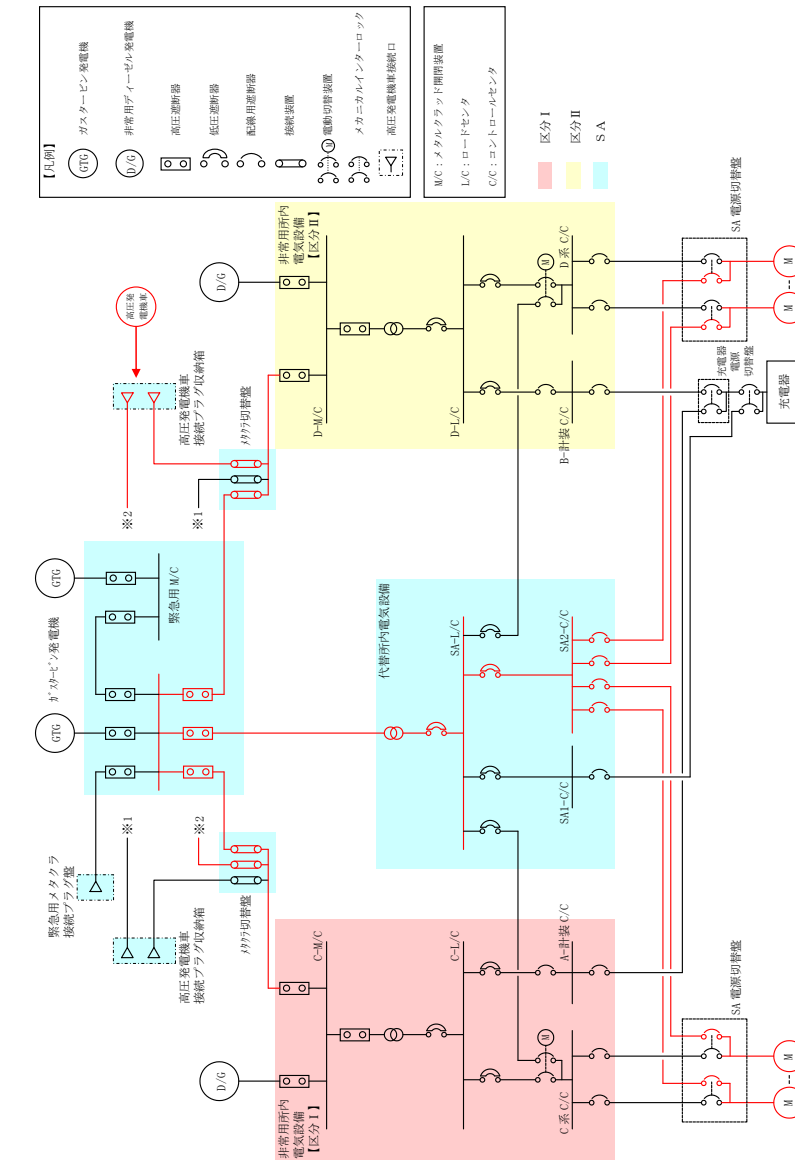 【凡例】
GTG
ガスタービン発電機
D/G
非常用ディーゼル発電機
高圧遮断器
低圧遮断器
配線用遮断器
接続装置
M
電動切替装置
メカニカルインターロック
高圧発電機車接続口
M/C：メタルクラッド開閉装置
L/C：ロードセンタ
C/C：コントロールセンタ
区分Ⅰ
区分Ⅱ
ＳＡ
緊急用メタクラ
接続プラグ盤
ｶﾞｽﾀｰﾋﾞﾝ発電機
GTG
GTG
緊急用 M/C
高圧発
電機車
高圧発電機車
接続プラグ収納箱
高圧発電機車
接続プラグ収納箱
※1
※2
※2
※1
ﾒﾀｸﾗ切替盤
ﾒﾀｸﾗ切替盤
D/G
D/G
非常用所内
電気設備
【区分Ⅰ】
C-M/C
C-L/C
C 系 C/C
M
A-計装 C/C
代替所内電気設備
SA-L/C
SA1-C/C
SA2-C/C
非常用所内
電気設備
【区分Ⅱ】
D-M/C
D-L/C
B-計装 C/C
D 系 C/C
M
SA 電源切替盤
M
M
充電器
電源
切替盤
充電器
SA 電源切替盤
M
M